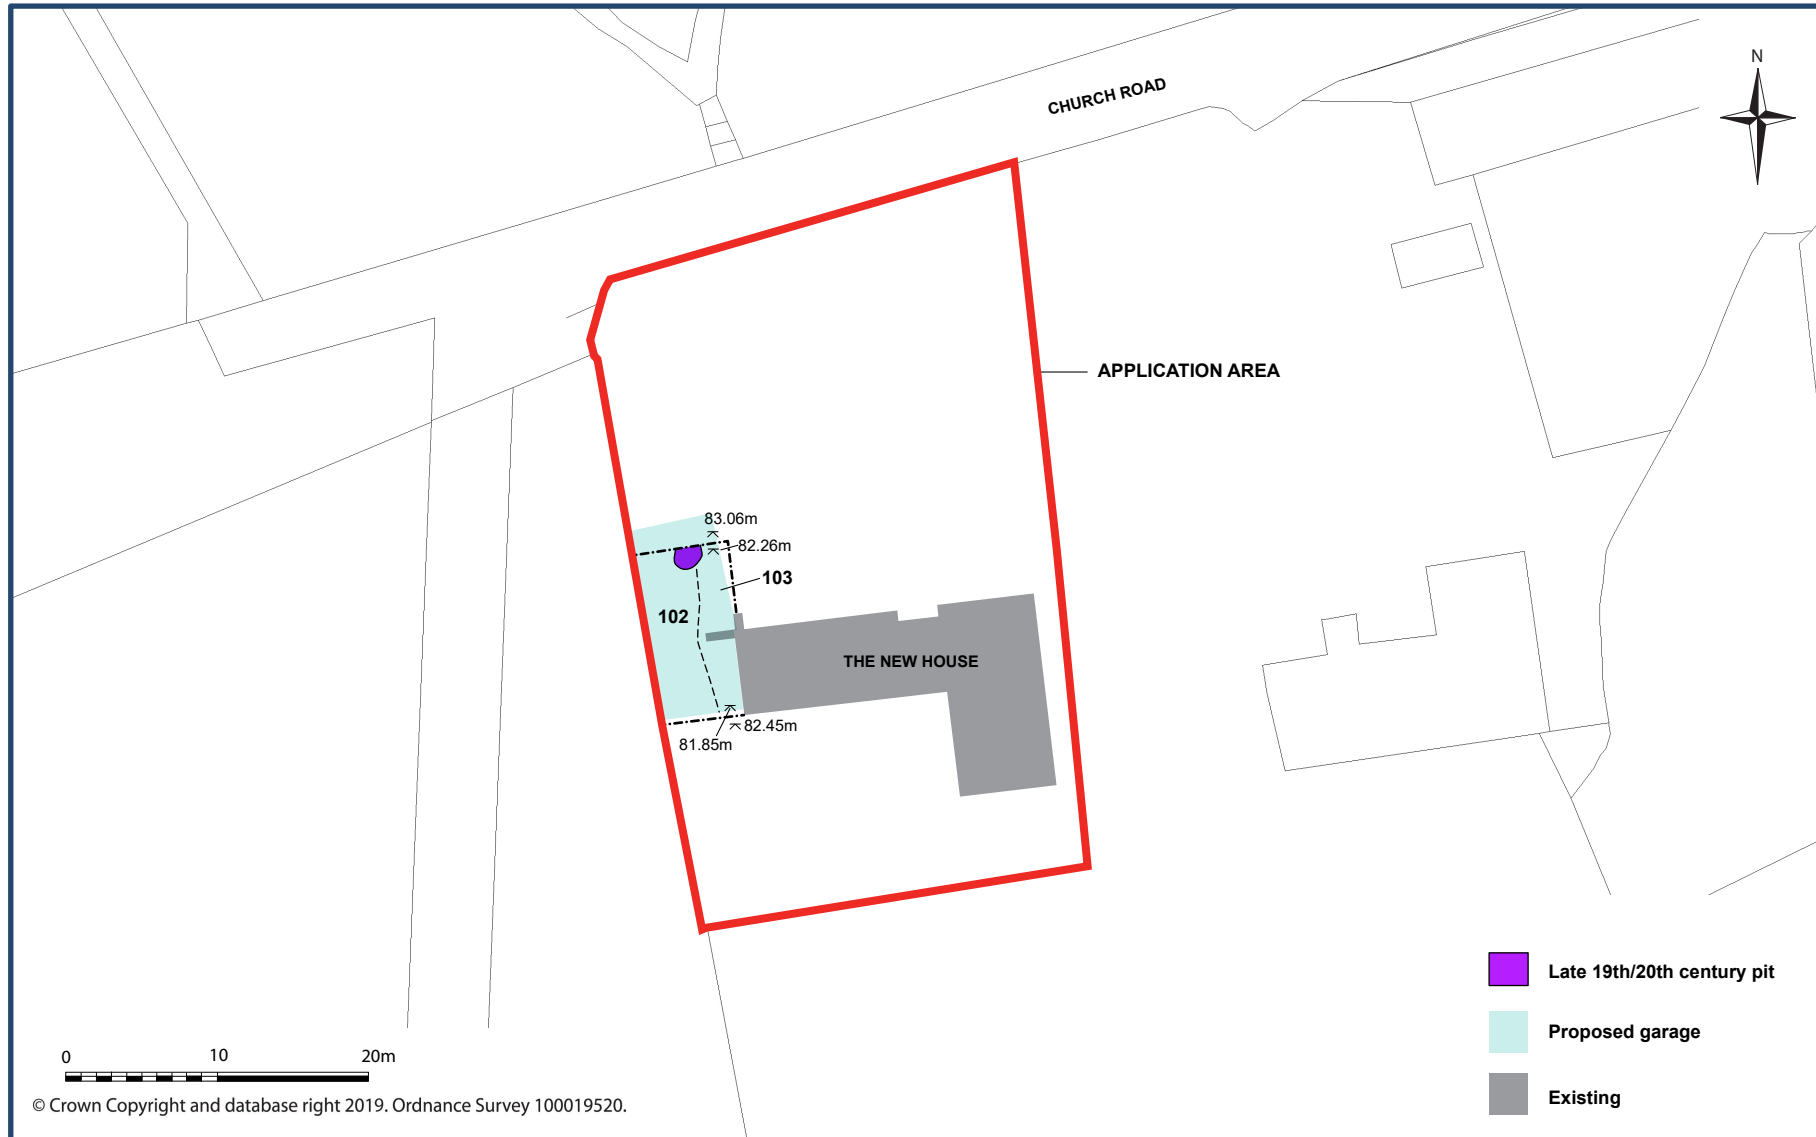 N
CHURCH ROAD
APPLICATION AREA
83.06m
82.26m
103
102
THE NEW HOUSE
82.45m
81.85m
Late 19th/20th century pit
Proposed garage
Existing
0 10 20m
© Crown Copyright and database right 2019. Ordnance Survey 100019520.